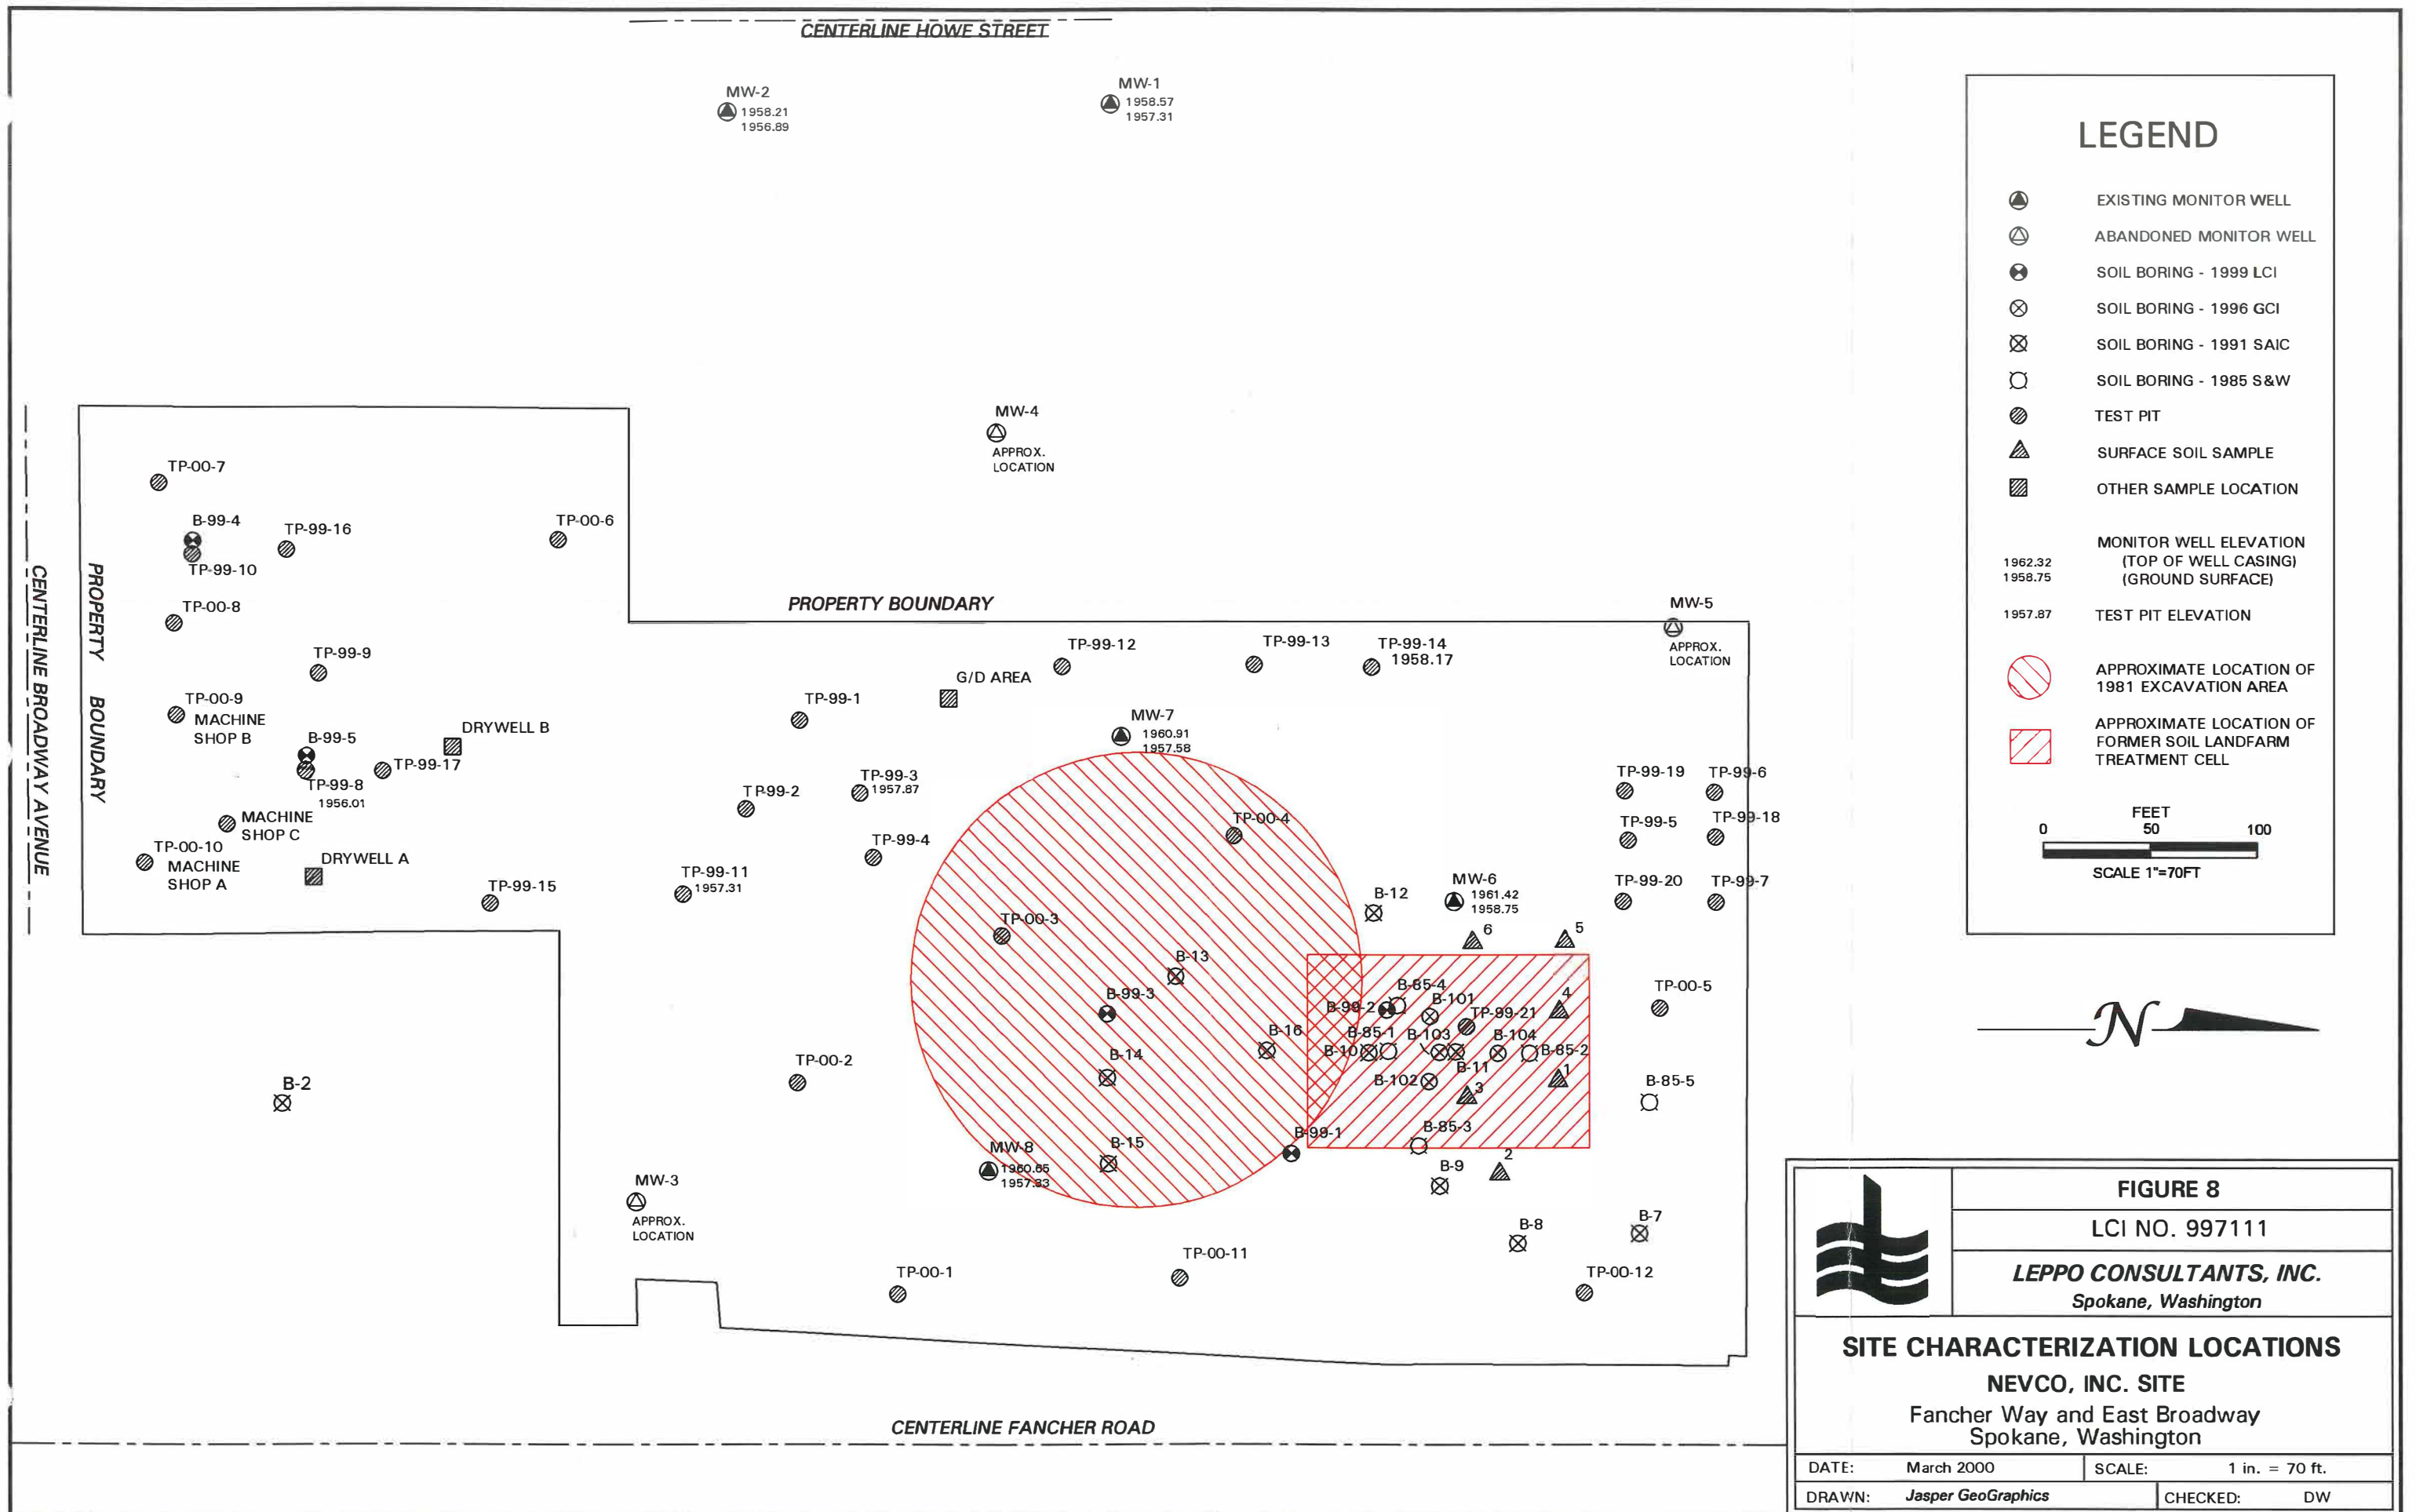 CENTERLINE HOWE STREET
MW-2
1958.21
1956.89
MW-1
1958.57
1957.31
MW-4
APPROX.
LOCATION
TP-00-7
B-99-4
TP-99-10
TP-99-16
TP-00-6
TP-00-8
TP-99-9
TP-00-9
MACHINE
SHOP B
B-99-5
TP-99-8
1956.01
TP-99-17
DRYWELL B
MACHINE
SHOP C
TP-00-10
MACHINE
SHOP A
DRYWELL A
TP-99-15
CENTERLINE BROADWAY AVENUE
PROPERTY BOUNDARY
PROPERTY BOUNDARY
MW-5
APPROX.
LOCATION
TP-99-12
TP-99-13
TP-99-14
1958.17
G/D AREA
TP-99-1
MW-7
1960.91
1957.58
TP-99-2
TP-99-3
1957.87
TP-99-4
TP-99-11
1957.31
TP-00-4
TP-99-19
TP-99-6
TP-99-5
TP-99-18
TP-99-20
TP-99-7
B-12
MW-6
1961.42
1958.75
6
5
TP-00-3
B-13
B-99-3
B-85-4
B-99-2
B-101
TP-99-21
4
TP-00-5
B-16
B-85-1
B-103
B-104
B-10
B-85-2
B-11
B-14
B-102
3
1
B-85-5
TP-00-2
B-2
B-99-1
B-85-3
B-15
MW-8
1960.65
1957.33
B-9
2
MW-3
APPROX.
LOCATION
B-8
B-7
TP-00-1
TP-00-11
TP-00-12
CENTERLINE FANCHER ROAD
LEGEND
EXISTING MONITOR WELL
ABANDONED MONITOR WELL
SOIL BORING - 1999 LCI
SOIL BORING - 1996 GCI
SOIL BORING - 1991 SAIC
SOIL BORING - 1985 S&W
TEST PIT
SURFACE SOIL SAMPLE
OTHER SAMPLE LOCATION
MONITOR WELL ELEVATION
1962.32 (TOP OF WELL CASING)
1958.75 (GROUND SURFACE)
1957.87 TEST PIT ELEVATION
APPROXIMATE LOCATION OF
1981 EXCAVATION AREA
APPROXIMATE LOCATION OF
FORMER SOIL LANDFARM
TREATMENT CELL
FEET
0 50 100
SCALE 1"=70FT
N
FIGURE 8
LCI NO. 997111
LEPPO CONSULTANTS, INC.
Spokane, Washington
SITE CHARACTERIZATION LOCATIONS
NEVCO, INC. SITE
Fancher Way and East Broadway
Spokane, Washington
DATE: March 2000 SCALE: 1 in. = 70 ft.
DRAWN: Jasper GeoGraphics CHECKED: DW